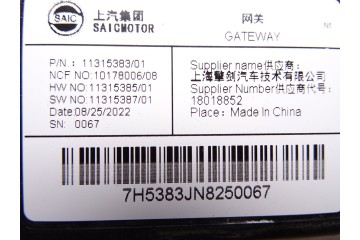 SAIC
上汽集团
SAICMOTOR
网关
GATEWAY
P/N.: 11315383/01
NCF NO:10178006/08
HW NO:11315385/01
SW NO:11315387/01
Date:08/25/2022
SN: 0067
Supplier name供应商:
上海擎剑汽车技术有限公司
Supplier Number供应商代号:
18018852
Place: Made In China
7H5383JN8250067